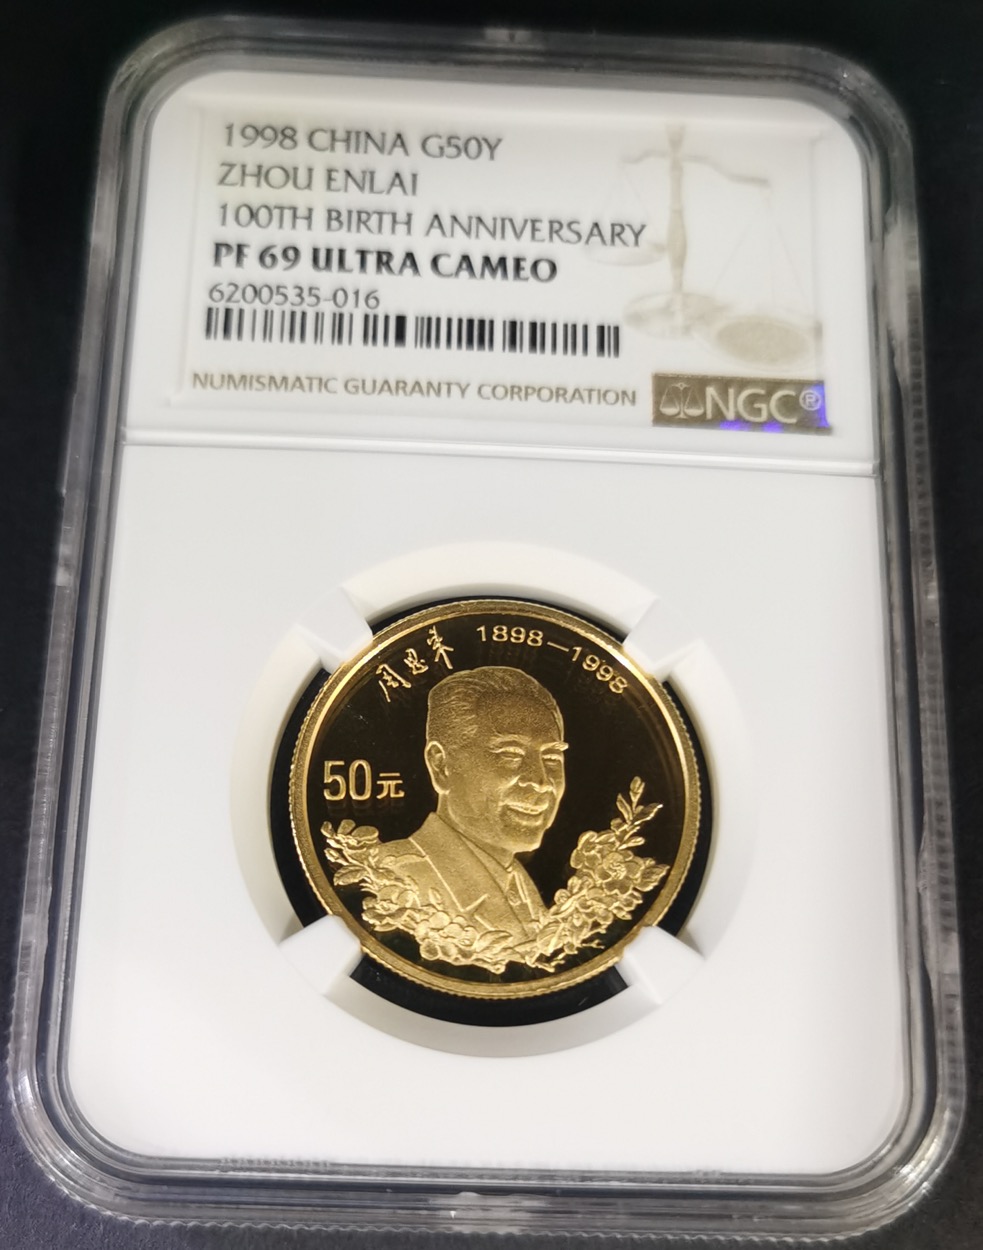 1998 CHINA G50Y
ZHOU ENLAI
100TH BIRTH ANNIVERSARY
PF 69 ULTRA CAMEO
6200535-016
NUMISMATIC GUARANTY CORPORATION
NGC®
周恩来 1898—1998
50元